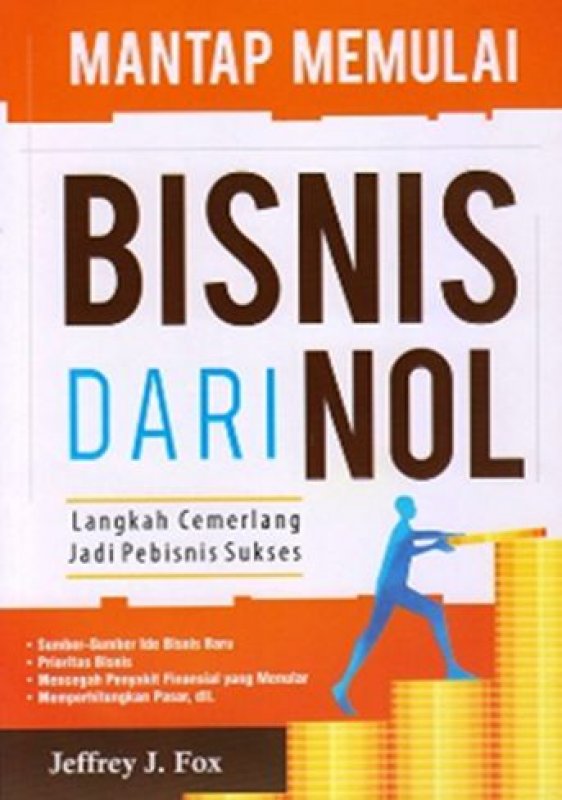 MANTAP MEMULAI
BISNIS
DARI NOL
Langkah Cemerlang
Jadi Pebisnis Sukses
• Sumber-Sumber Ide Bisnis Baru
• Prioritas Bisnis
• Mencegah Penyakit Finansial yang Menular
• Memperhitungkan Pasar, dll.
Jeffrey J. Fox